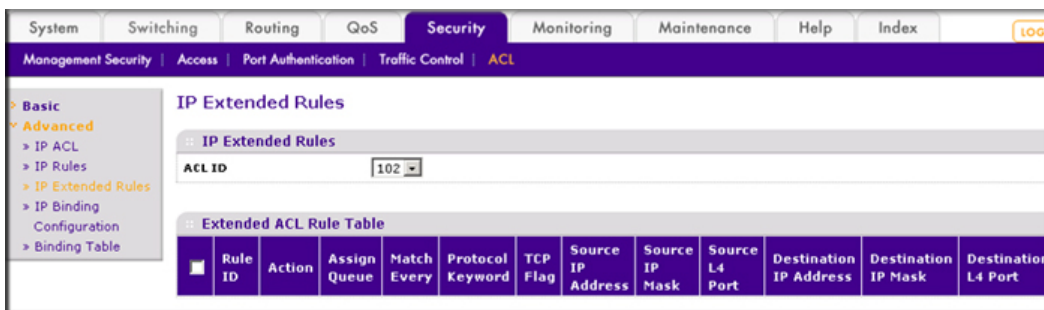 System Switching Routing QoS Security Monitoring Maintenance Help Index LOG
Management Security | Access | Port Authentication | Traffic Control | ACL
Basic
Advanced
» IP ACL
» IP Rules
» IP Extended Rules
» IP Binding
Configuration
» Binding Table
IP Extended Rules
IP Extended Rules
ACL ID 102
Extended ACL Rule Table
Rule ID Action Assign Queue Match Every Protocol Keyword TCP Flag Source IP Address Source IP Mask Source L4 Port Destination IP Address Destination IP Mask Destination L4 Port